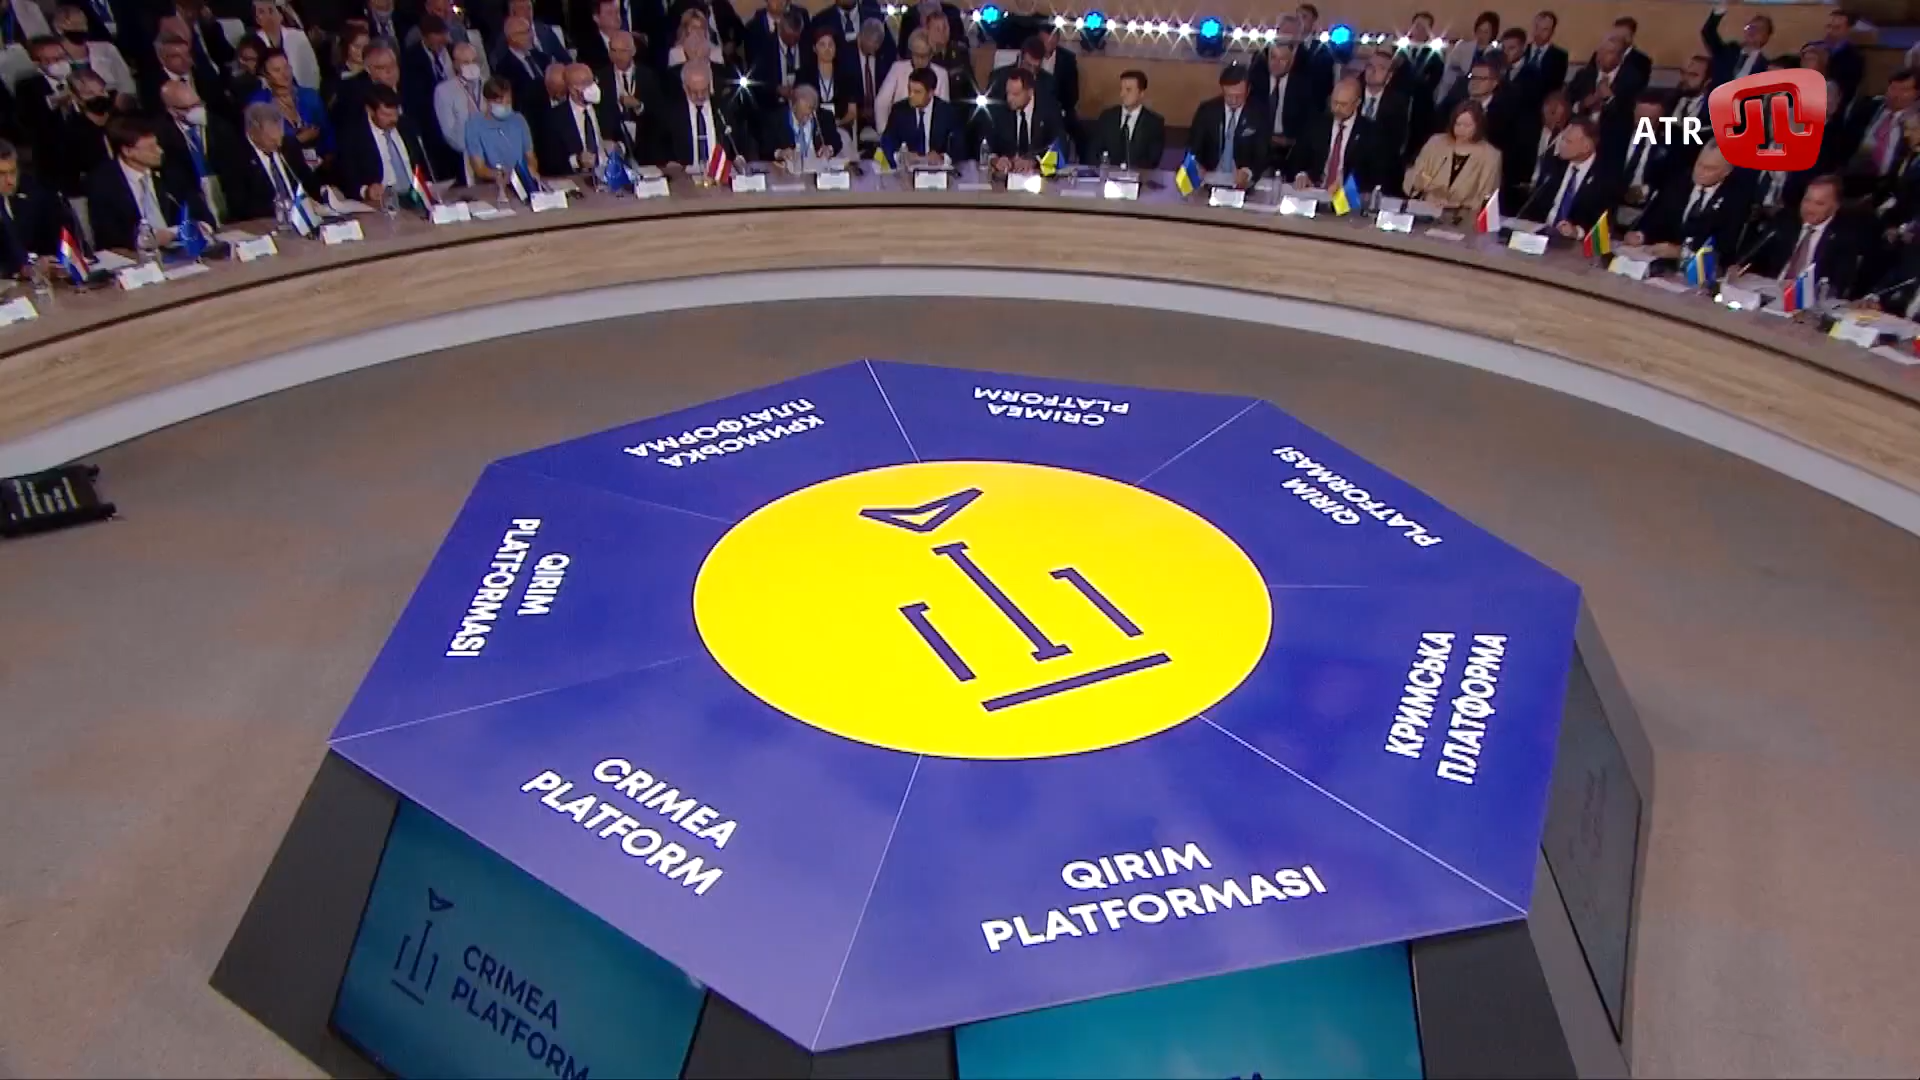 ATR
CRIMEA
PLATFORM
КРИМСЬКА
ПЛАТФОРМА
QIRIM
PLATFORMASI
QIRIM
PLATFORMASI
КРИМСЬКА
ПЛАТФОРМА
CRIMEA
PLATFORM
QIRIM
PLATFORMASI
CRIMEA
PLATFORM